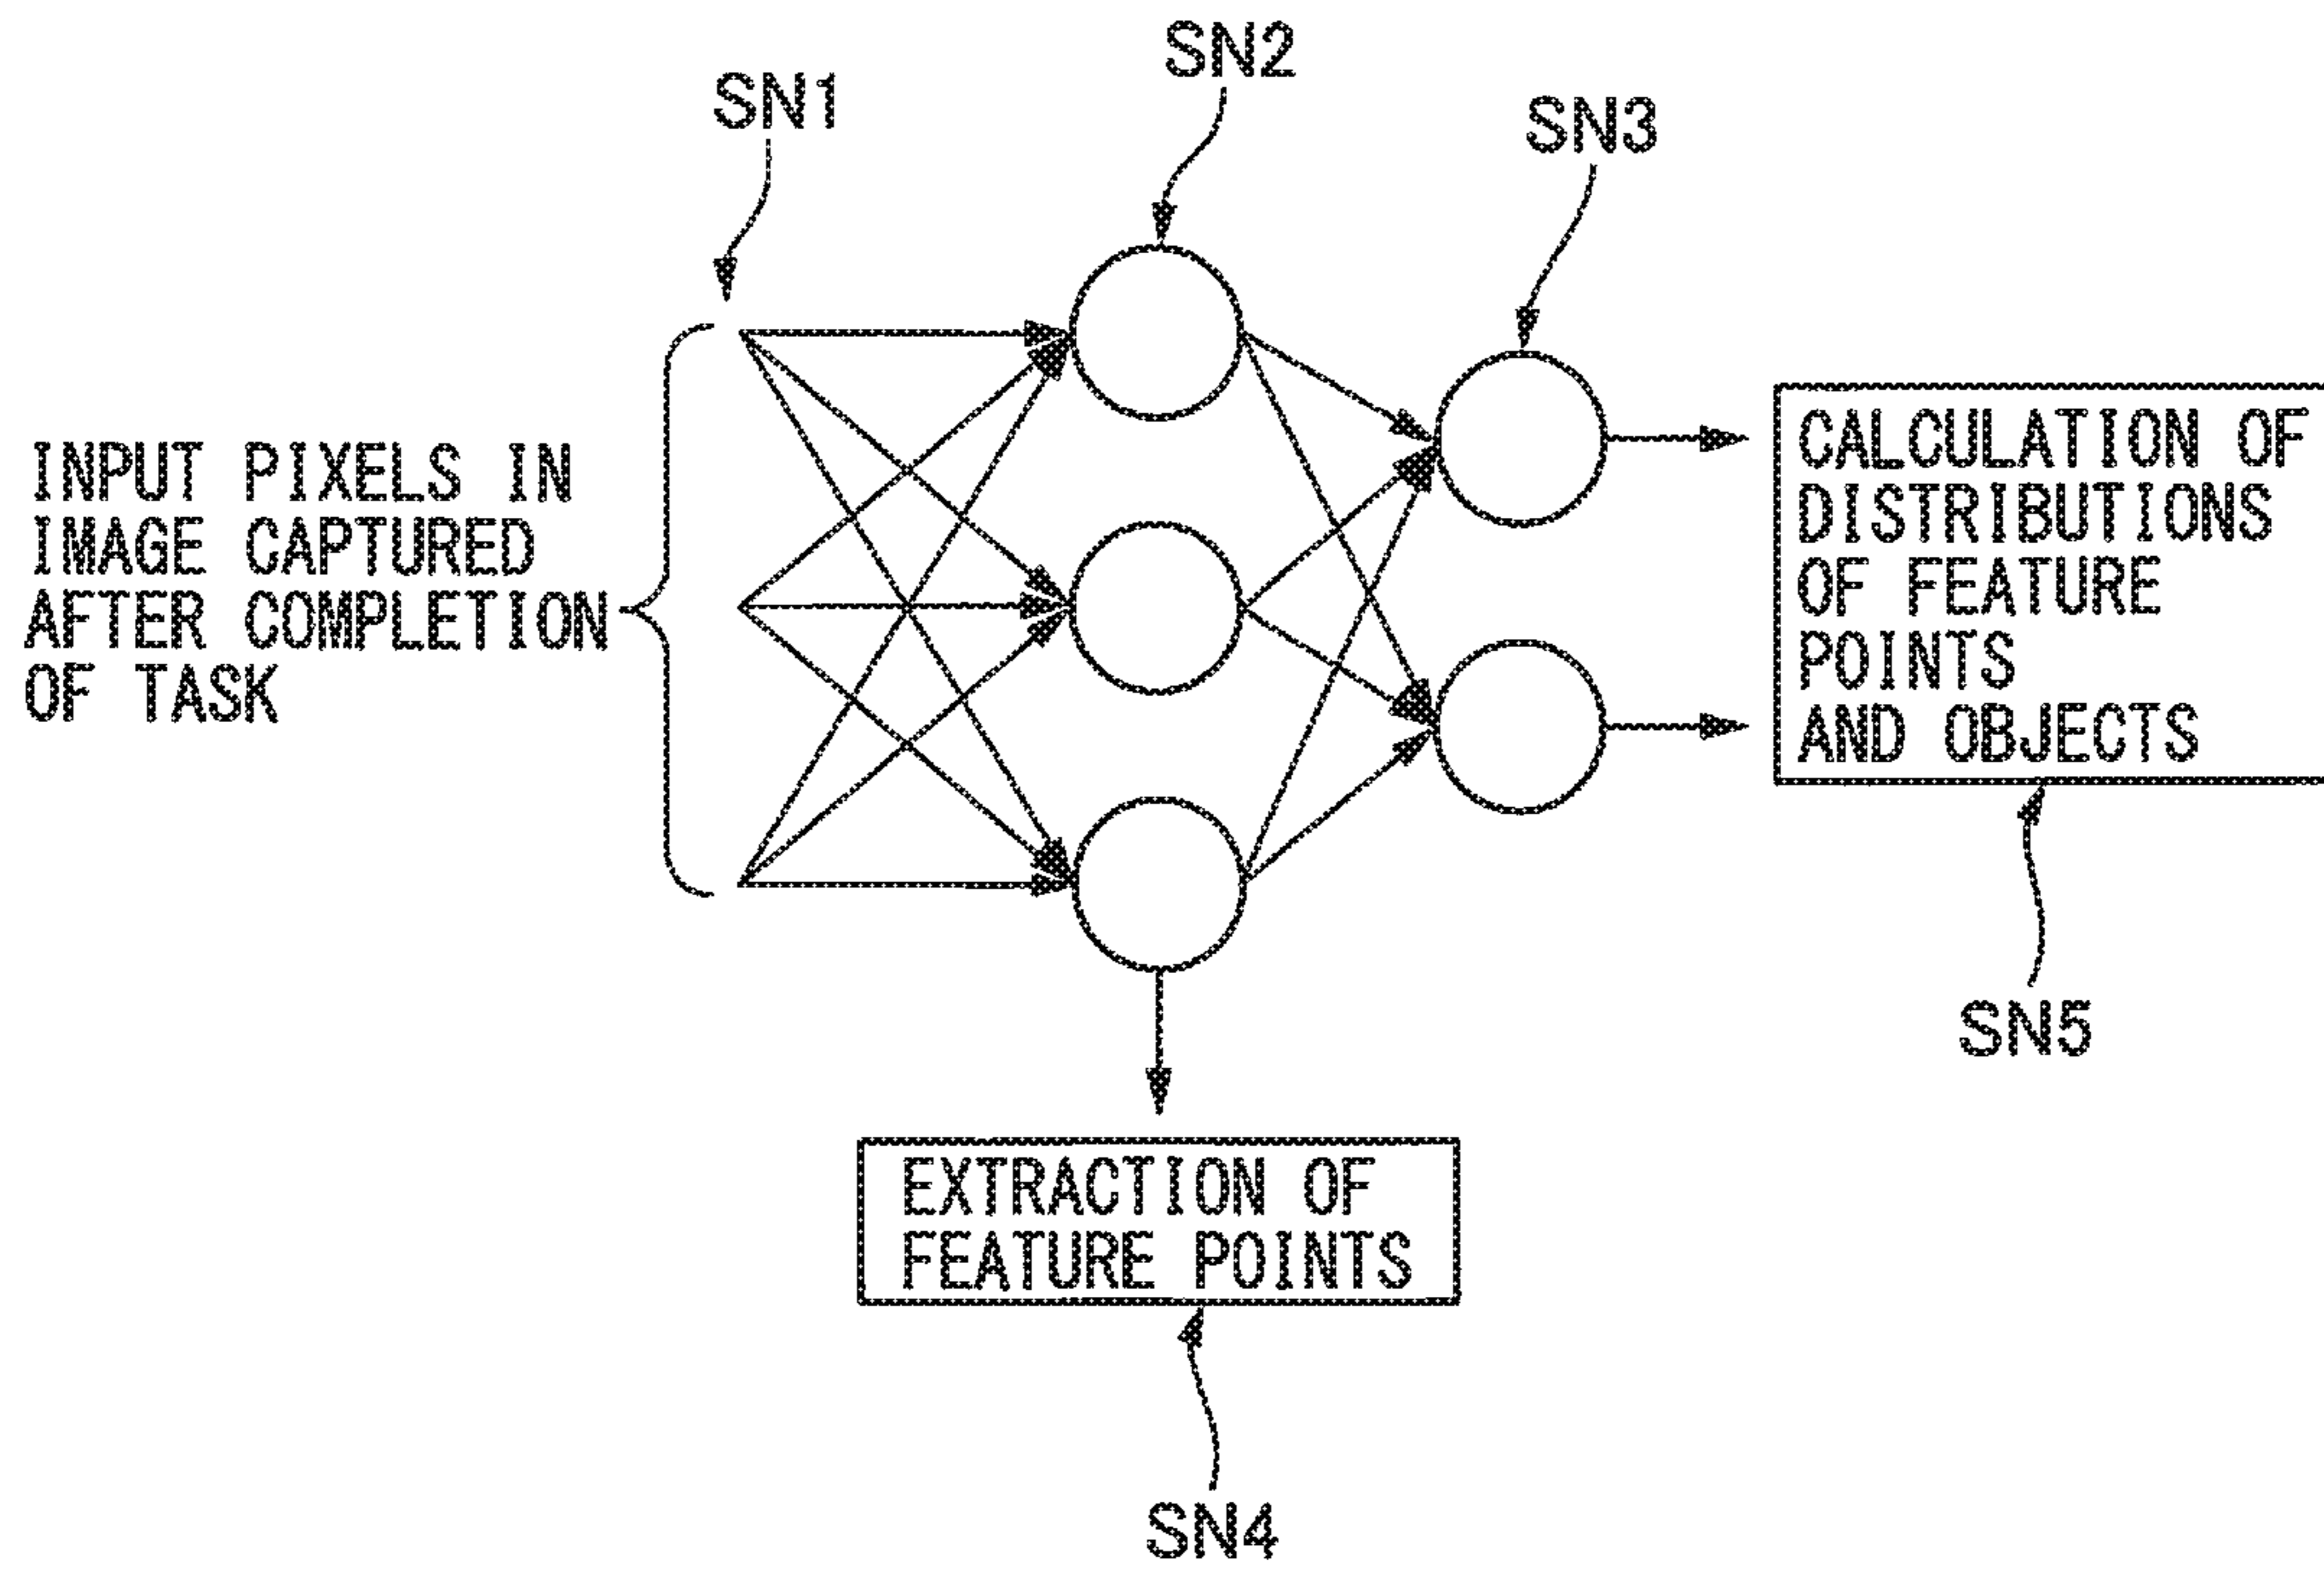 SN1
SN2
SN3
INPUT PIXELS IN
IMAGE CAPTURED
AFTER COMPLETION
OF TASK
CALCULATION OF
DISTRIBUTIONS
OF FEATURE
POINTS
AND OBJECTS
SN5
EXTRACTION OF
FEATURE POINTS
SN4